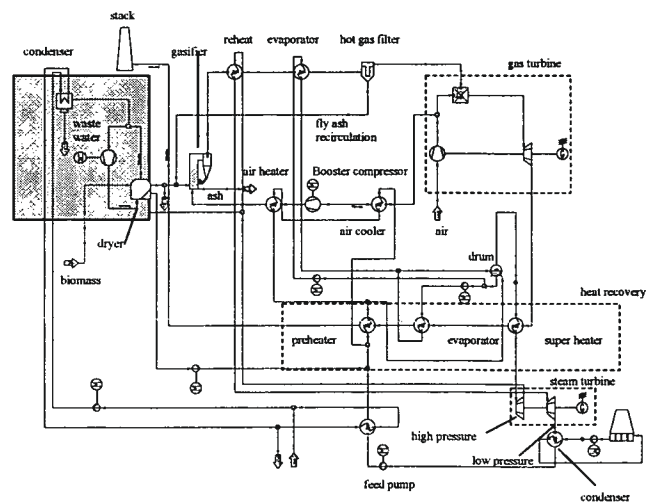 stack
condenser
gasifier
reheat
evaporator
hot gas filter
gas turbine
waste
water
fly ash
recirculation
air heater
Booster compressor
ash
air cooler
air
dryer
biomass
drum
heat recovery
preheater
evaporator
super heater
steam turbine
high pressure
low pressure
feed pump
condenser